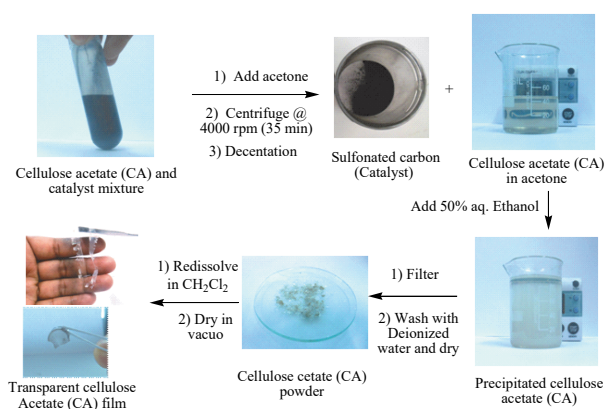 1) Add acetone
2) Centrifuge @
4000 rpm (35 min)
3) Decentation
+
Cellulose acetate (CA) and
catalyst mixture
Sulfonated carbon
(Catalyst)
Cellulose acetate (CA)
in acetone
Add 50% aq. Ethanol
1) Redissolve
in CH₂Cl₂
2) Dry in
vacuo
1) Filter
2) Wash with
Deionized
water and dry
Transparent cellulose
Acetate (CA) film
Cellulose cetate (CA)
powder
Precipitated cellulose
acetate (CA)